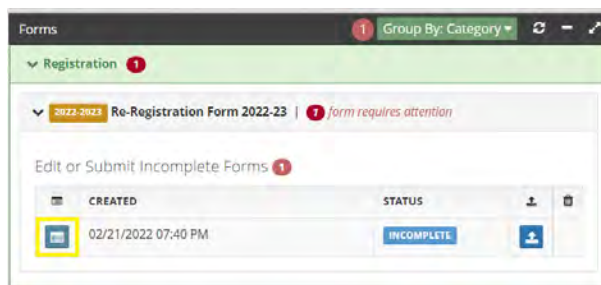 Forms 1 Group By: Category
Registration 1
2022-2023 Re-Registration Form 2022-23 | 1 form requires attention
Edit or Submit Incomplete Forms 1
CREATED STATUS
02/21/2022 07:40 PM INCOMPLETE